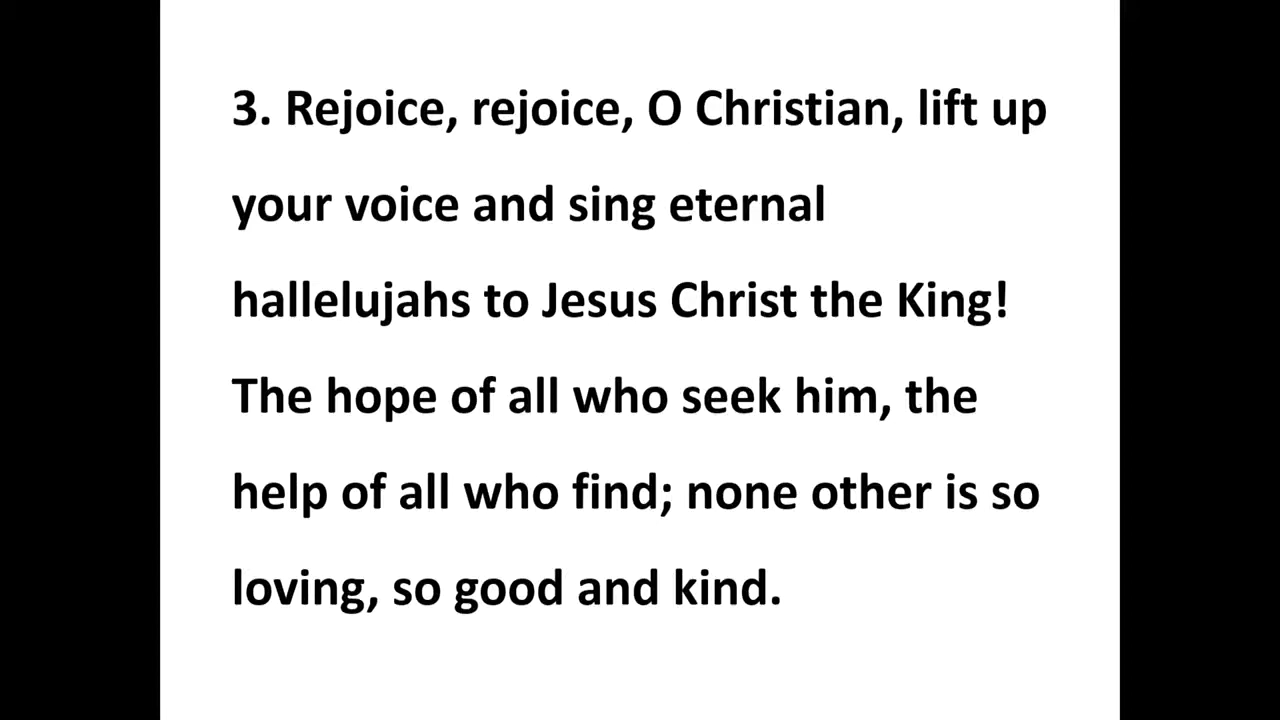 3. Rejoice, rejoice, O Christian, lift up
your voice and sing eternal
hallelujahs to Jesus Christ the King!
The hope of all who seek him, the
help of all who find; none other is so
loving, so good and kind.